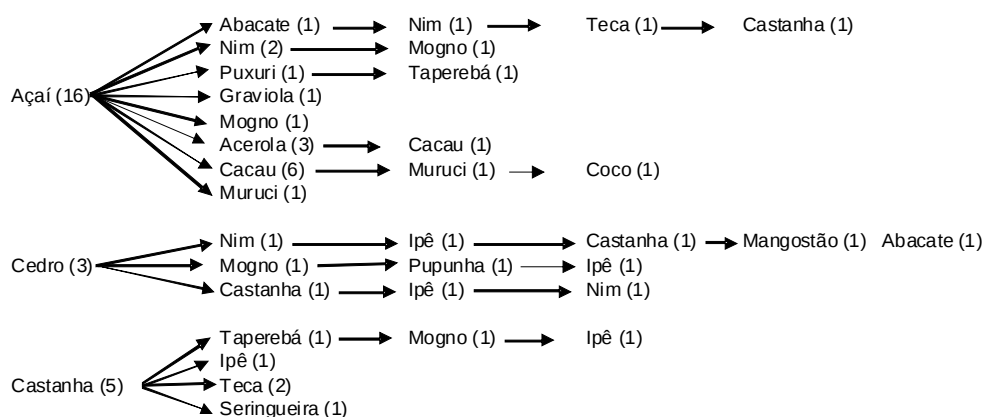 Abacate (1) Nim (1) Teca (1) Castanha (1)
Nim (2) Mogno (1)
Puxuri (1) Taperebá (1)
Açaí (16) Graviola (1)
Mogno (1)
Acerola (3) Cacau (1)
Cacau (6) Muruci (1) Coco (1)
Muruci (1)
Nim (1) Ipê (1) Castanha (1) Mangostão (1) Abacate (1)
Cedro (3) Mogno (1) Pupunha (1) Ipê (1)
Castanha (1) Ipê (1) Nim (1)
Taperebá (1) Mogno (1) Ipê (1)
Ipê (1)
Castanha (5) Teca (2)
Seringueira (1)